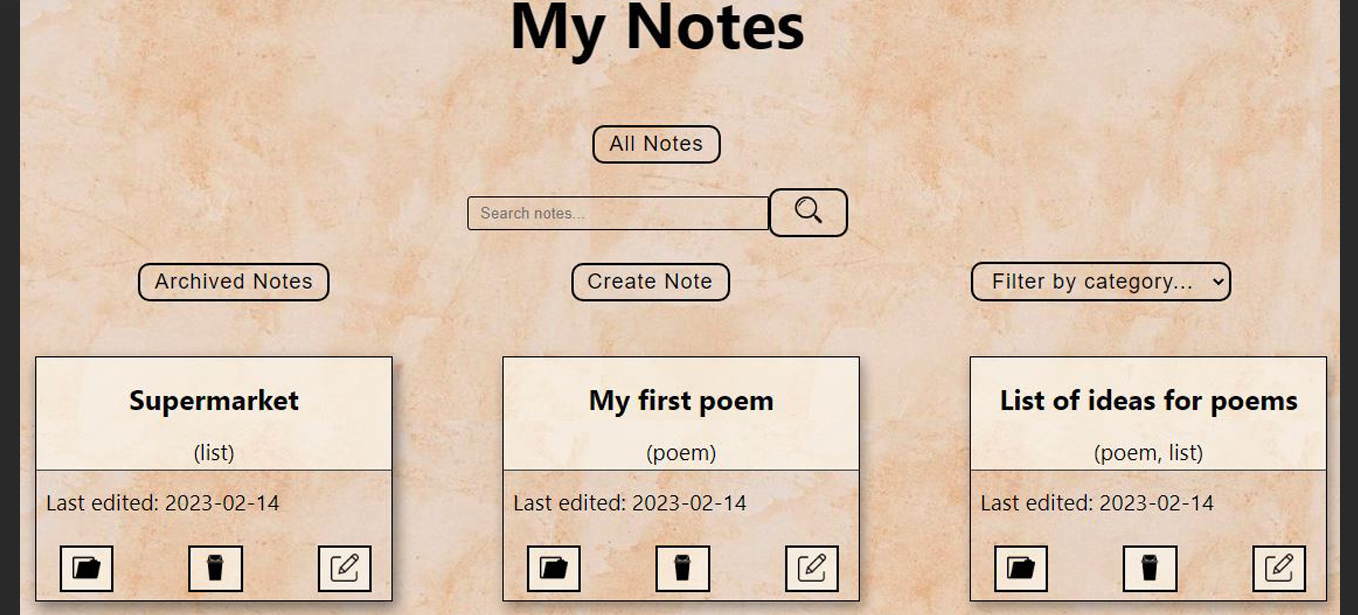 My Notes
All Notes
Search notes...
Archived Notes
Create Note
Filter by category...
Supermarket
(list)
Last edited: 2023-02-14
My first poem
(poem)
Last edited: 2023-02-14
List of ideas for poems
(poem, list)
Last edited: 2023-02-14